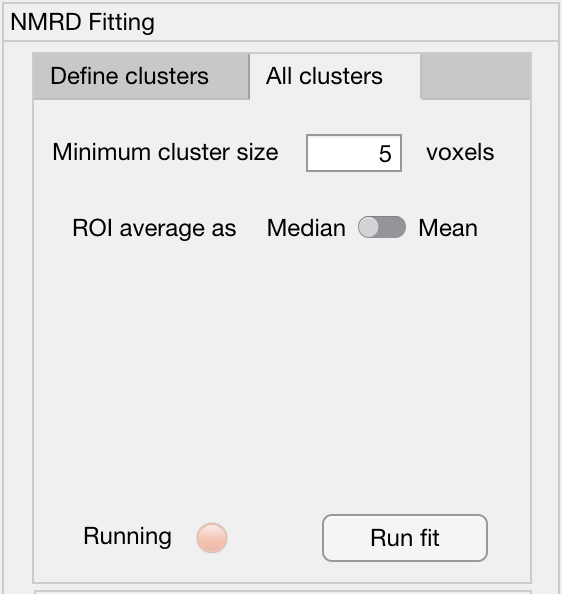 NMRD Fitting
Define clusters All clusters
Minimum cluster size 5 voxels
ROI average as Median Mean
Running Run fit